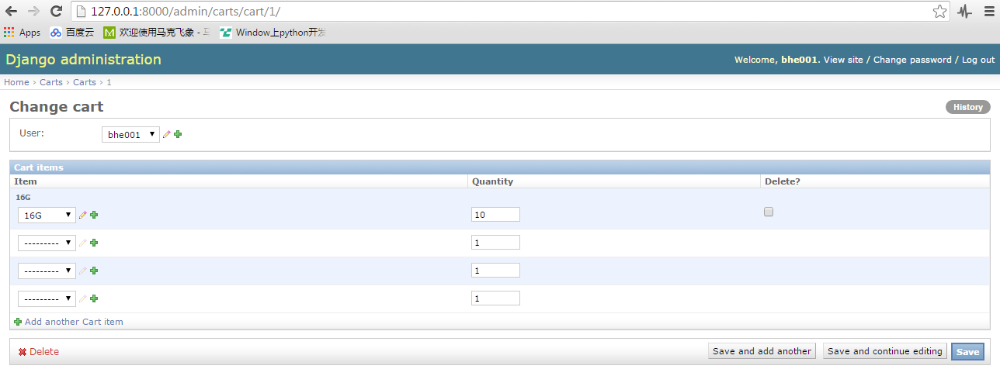 127.0.0.1:8000/admin/carts/cart/1/
Apps 百度云 欢迎使用马克飞象 - Window上python开发
Django administration Welcome, bhe001. View site / Change password / Log out
Home › Carts › Carts › 1
Change cart History
User: bhe001
Cart items
Item Quantity Delete?
16G
16G 10
--------- 1
--------- 1
--------- 1
Add another Cart item
Delete Save and add another Save and continue editing Save